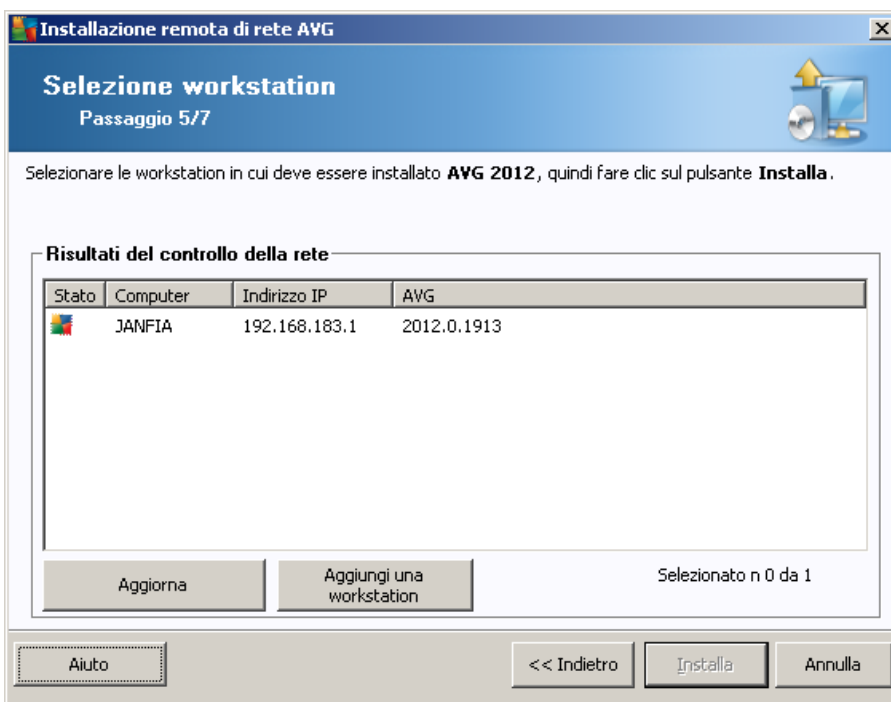 Installazione remota di rete AVG
Selezione workstation
Passaggio 5/7
Selezionare le workstation in cui deve essere installato AVG 2012, quindi fare clic sul pulsante Installa.
Risultati del controllo della rete
Stato Computer Indirizzo IP AVG
JANFIA 192.168.183.1 2012.0.1913
Aggiorna
Aggiungi una
workstation
Selezionato n 0 da 1
Aiuto
<< Indietro
Installa
Annulla